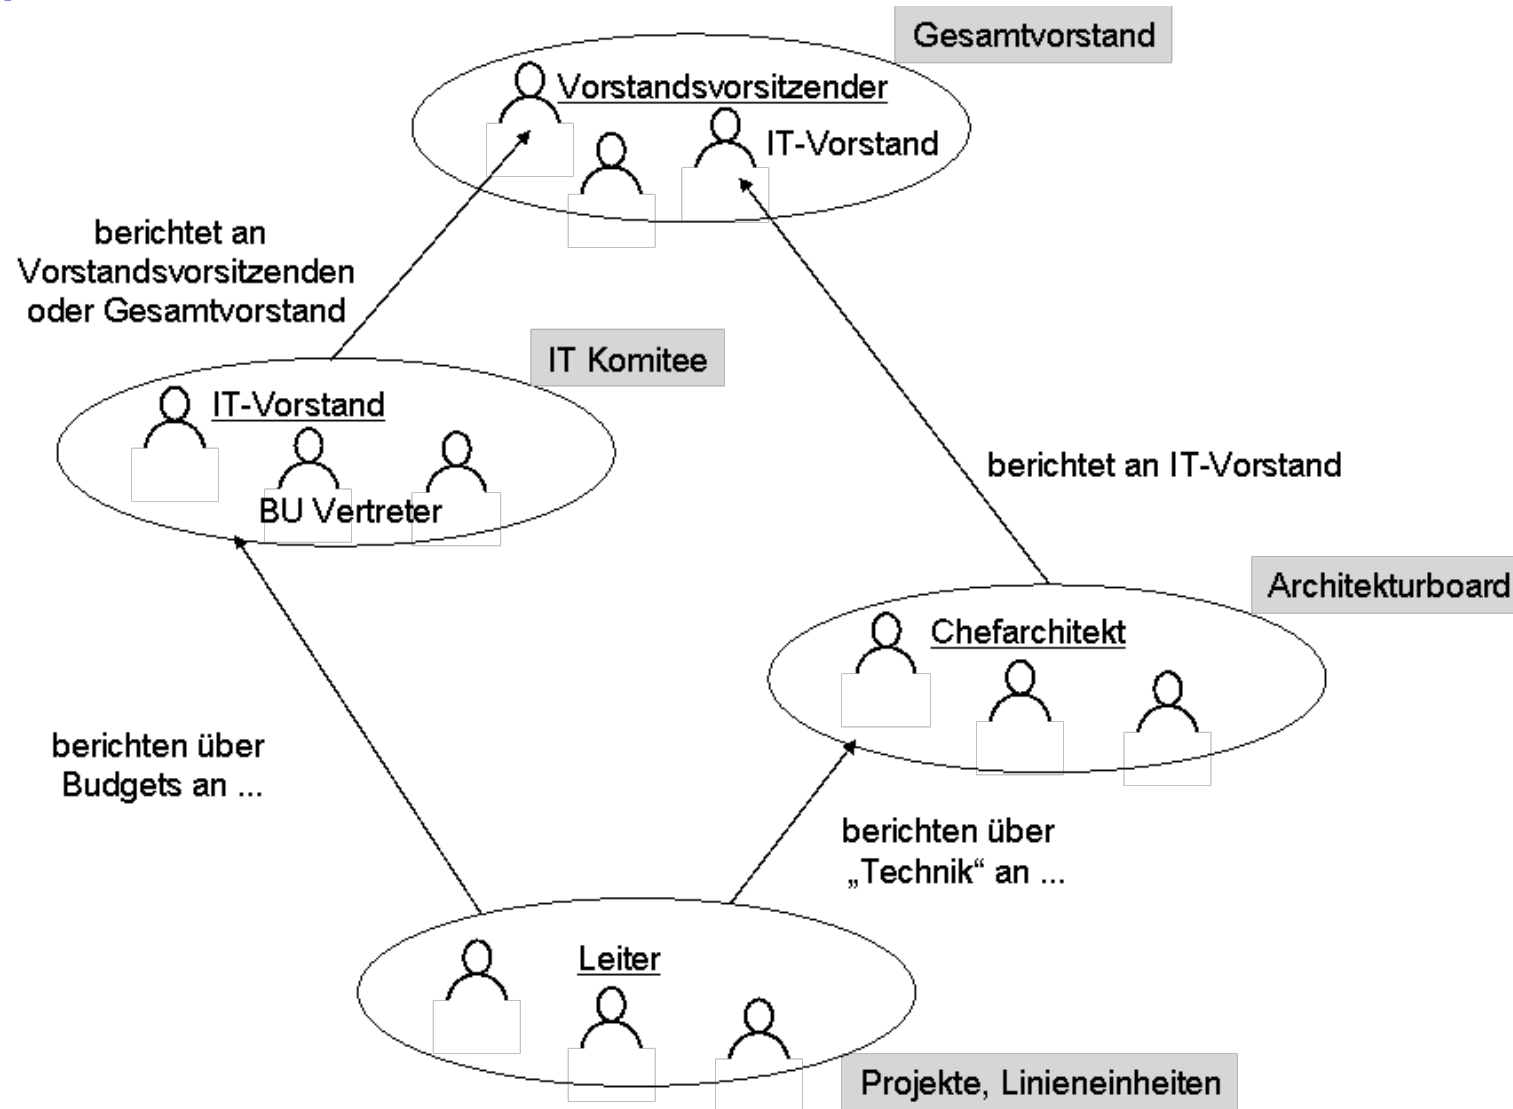 Gesamtvorstand
Vorstandsvorsitzender
IT-Vorstand
berichtet an
Vorstandsvorsitzenden
oder Gesamtvorstand
IT Komitee
IT-Vorstand
BU Vertreter
berichtet an IT-Vorstand
Architekturboard
Chefarchitekt
berichten über
Budgets an ...
berichten über
„Technik“ an ...
Leiter
Projekte, Linieneinheiten